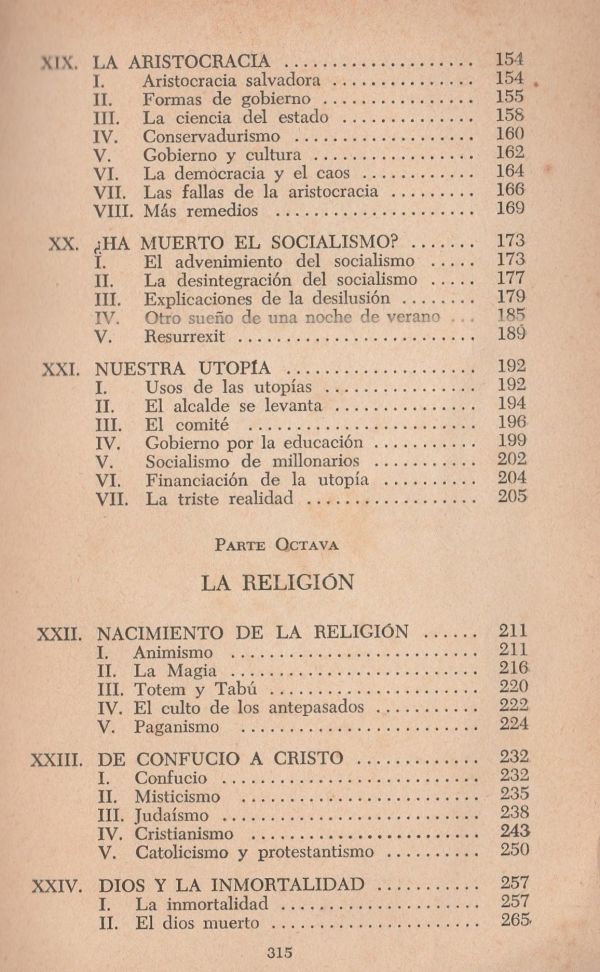 XIX. LA ARISTOCRACIA .................... 154
I. Aristocracia salvadora ............... 154
II. Formas de gobierno ................ 155
III. La ciencia del estado .............. 158
IV. Conservadurismo ................... 160
V. Gobierno y cultura ................. 162
VI. La democracia y el caos ............ 164
VII. Las fallas de la aristocracia ......... 166
VIII. Más remedios ..................... 169
XX. ¿HA MUERTO EL SOCIALISMO? ....... 173
I. El advenimiento del socialismo ..... 173
II. La desintegración del socialismo ..... 177
III. Explicaciones de la desilusión ........ 179
IV. Otro sueño de una noche de verano ... 185
V. Resurrexit ......................... 189
XXI. NUESTRA UTOPÍA .................... 192
I. Usos de las utopías ................ 192
II. El alcalde se levanta ............... 194
III. El comité ........................ 196
IV. Gobierno por la educación ........... 199
V. Socialismo de millonarios ........... 202
VI. Financiación de la utopía .......... 204
VII. La triste realidad .................. 205
PARTE OCTAVA
LA RELIGIÓN
XXII. NACIMIENTO DE LA RELIGIÓN ...... 211
I. Animismo .......................... 211
II. La Magia .......................... 216
III. Totem y Tabú ...................... 220
IV. El culto de los antepasados ........... 222
V. Paganismo ......................... 224
XXIII. DE CONFUCIO A CRISTO ............. 232
I. Confucio .......................... 232
II. Misticismo ......................... 235
III. Judaísmo .......................... 238
IV. Cristianismo ....................... 243
V. Catolicismo y protestantismo .......... 250
XXIV. DIOS Y LA INMORTALIDAD ........... 257
I. La inmortalidad .................... 257
II. El dios muerto ...................... 265
315